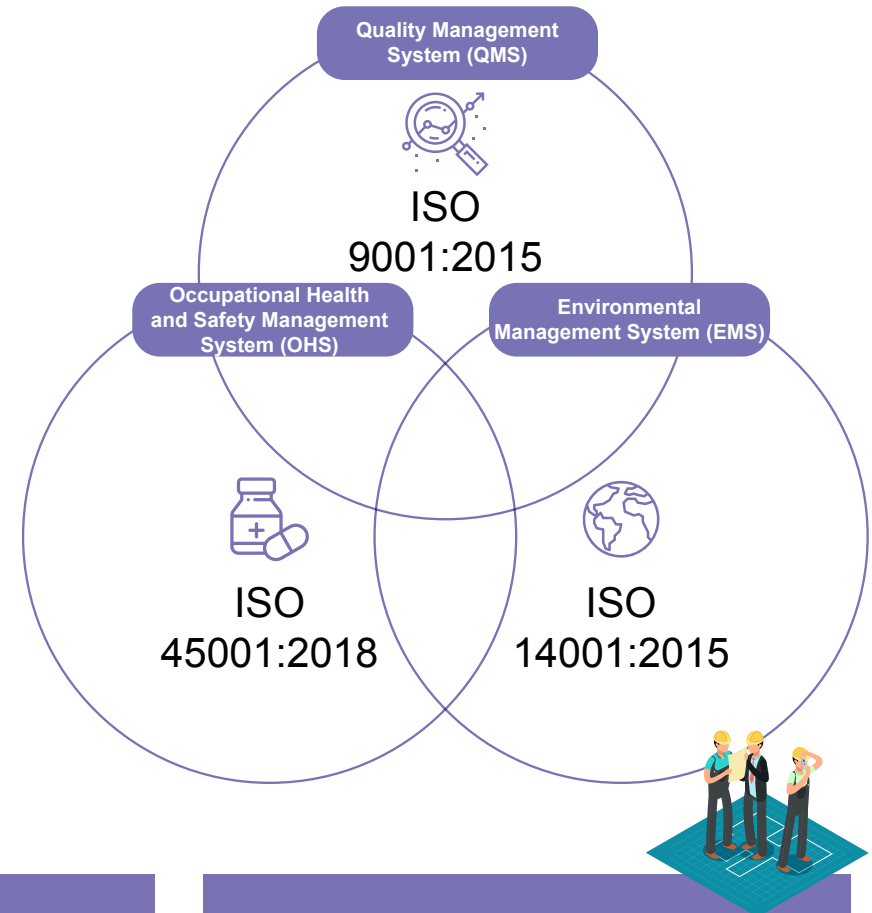 Quality Management
System (QMS)
ISO
9001:2015
Occupational Health
and Safety Management
System (OHS)
Environmental
Management System (EMS)
ISO
45001:2018
ISO
14001:2015